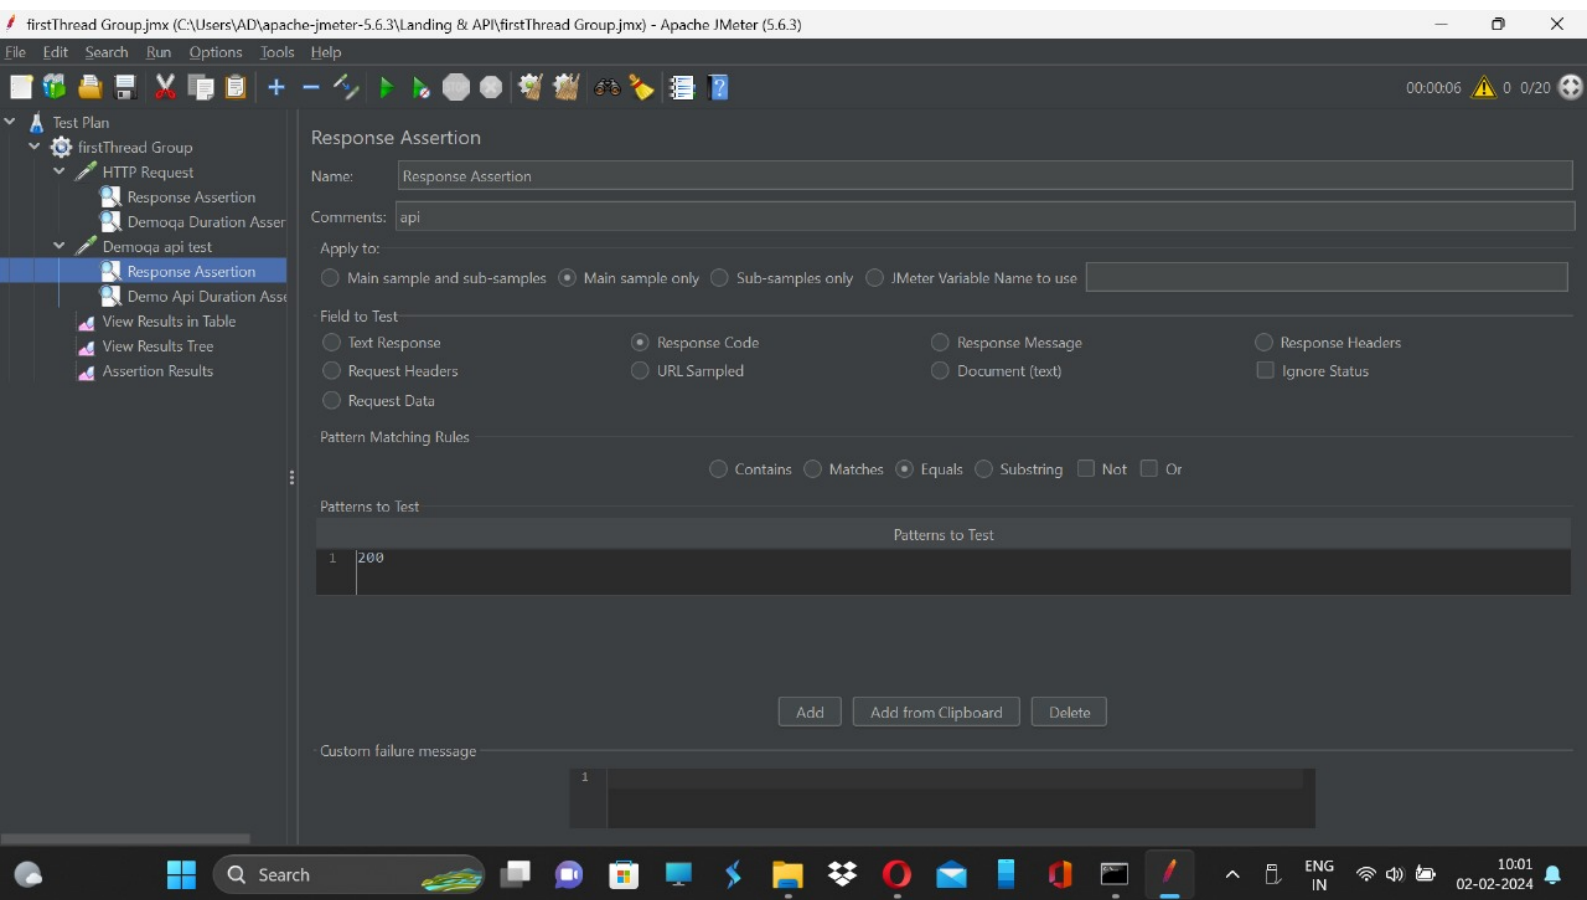 firstThread Group.jmx (C:\Users\AD\apache-jmeter-5.6.3\Landing & API\firstThread Group.jmx) - Apache JMeter (5.6.3)
File Edit Search Run Options Tools Help
STOP
00:00:06 0 0/20
Test Plan
firstThread Group
HTTP Request
Response Assertion
Demoqa Duration Asser
Demoqa api test
Response Assertion
Demo Api Duration Asse
View Results in Table
View Results Tree
Assertion Results
Response Assertion
Name: Response Assertion
Comments: api
Apply to:
Main sample and sub-samples Main sample only Sub-samples only JMeter Variable Name to use
Field to Test
Text Response Response Code Response Message Response Headers
Request Headers URL Sampled Document (text) Ignore Status
Request Data
Pattern Matching Rules
Contains Matches Equals Substring Not Or
Patterns to Test
Patterns to Test
1 200
Add Add from Clipboard Delete
Custom failure message
1
Search
ENG
IN
10:01
02-02-2024